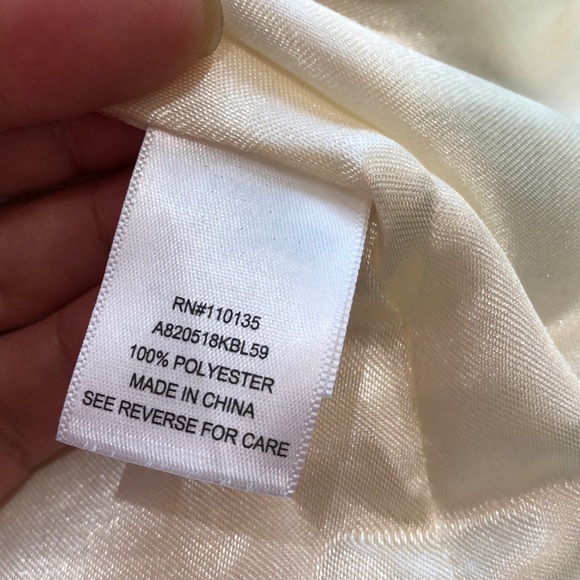 RN#110135
A820518KBL59
100% POLYESTER
MADE IN CHINA
SEE REVERSE FOR CARE